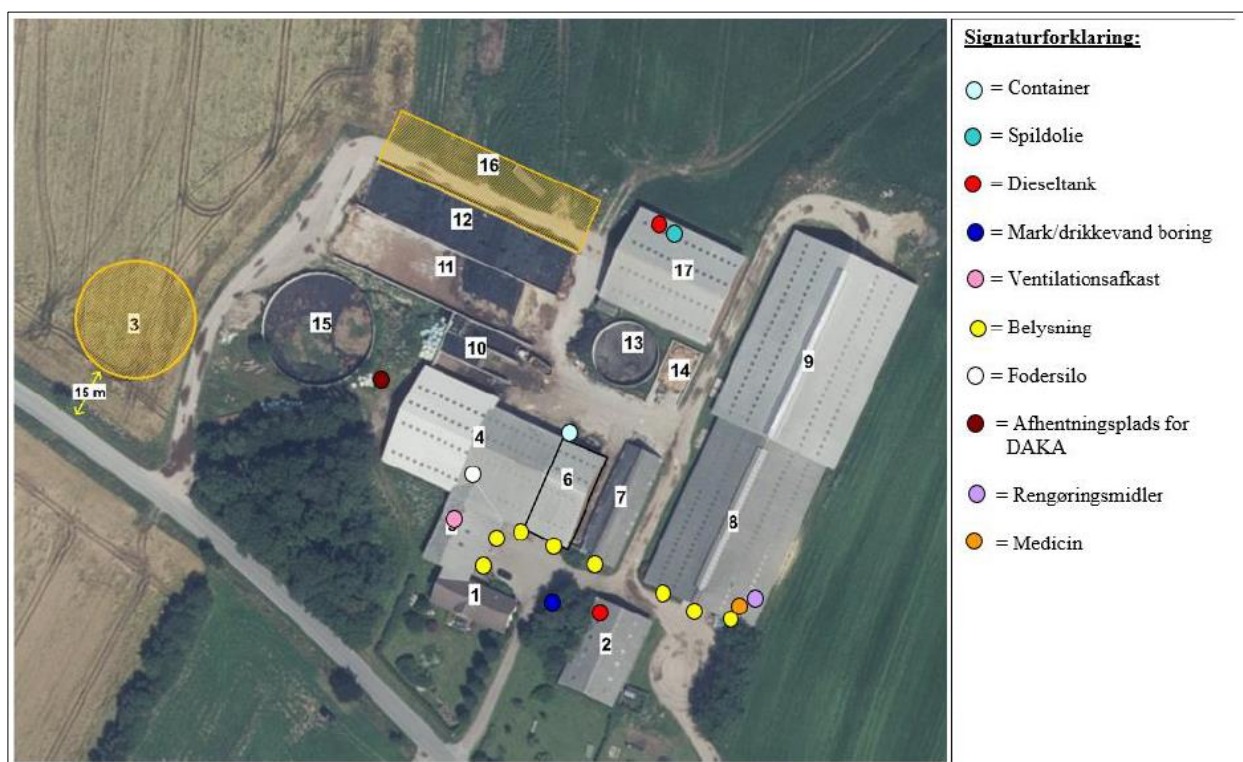 Signaturforklaring:
= Container
= Spildolie
= Dieseltank
= Mark/drikkevand boring
= Ventilationsafkast
= Belysning
= Fodersilo
= Afhentningsplads for
DAKA
= Rengøringsmidler
= Medicin
16
12
11
17
3
15
13
10
14
9
15 m
4
6
7
8
1
2